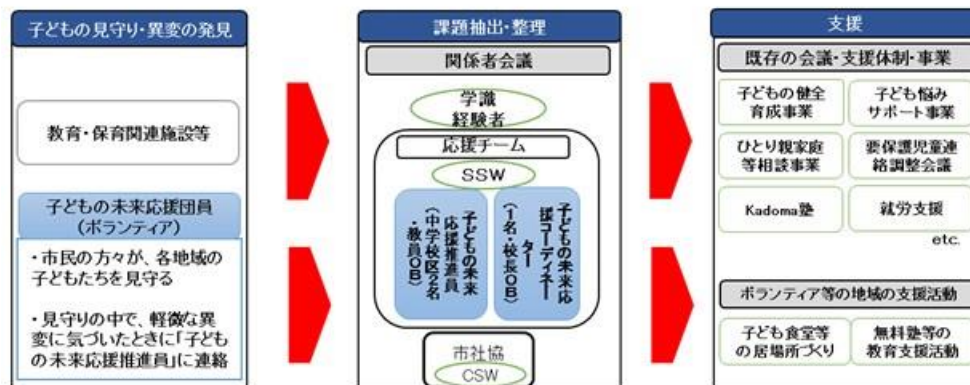 子どもの見守り・異変の発見
教育・保育関連施設等
子どもの未来応援団員
(ボランティア)
・市民の方々が、各地域の
子どもたちを見守る
・見守りの中で、軽微な異
変に気づいたときに「子ども
の未来応援推進員」に連絡
課題抽出・整理
関係者会議
学識
経験者
応援チーム
SSW
子どもの未来応
援コーディネー
ター
(1名・校長OB)
子どもの未来
応援推進員
(中学校区2名
・教員OB)
市社協
CSW
支援
既存の会議・支援体制・事業
子どもの健全
育成事業
子ども悩み
サポート事業
ひとり親家庭
等相談事業
要保護児童連
絡調整会議
Kadoma塾
就労支援
etc.
ボランティア等の地域の支援活動
子ども食堂等
の居場所づくり
無料塾等の
教育支援活動